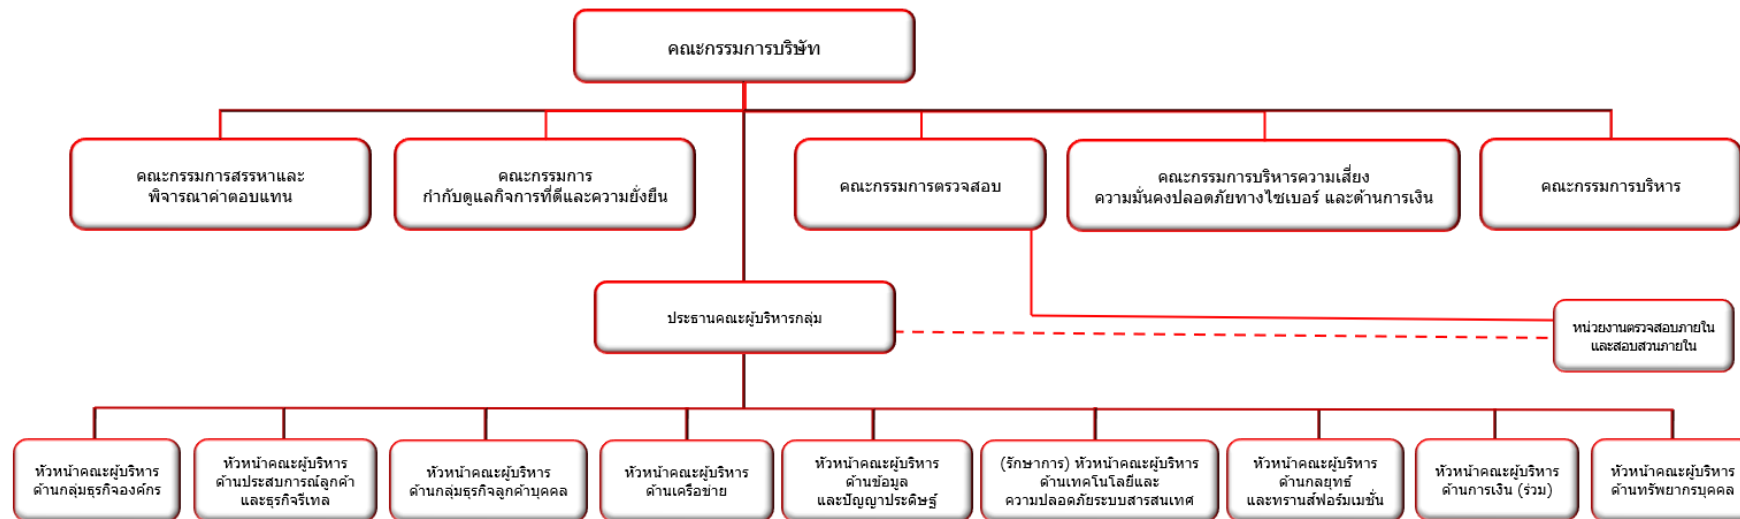 คณะกรรมการบริษัท
คณะกรรมการสรรหาและ
พิจารณาค่าตอบแทน
คณะกรรมการ
กำกับดูแลกิจการที่ดีและความยั่งยืน
คณะกรรมการตรวจสอบ
คณะกรรมการบริหารความเสี่ยง
ความมั่นคงปลอดภัยทางไซเบอร์ และด้านการเงิน
คณะกรรมการบริหาร
ประธานคณะผู้บริหารกลุ่ม
หน่วยงานตรวจสอบภายใน
และสอบสวนภายใน
หัวหน้าคณะผู้บริหาร
ด้านกลุ่มธุรกิจองค์กร
หัวหน้าคณะผู้บริหาร
ด้านประสบการณ์ลูกค้า
และธุรกิจรีเทล
หัวหน้าคณะผู้บริหาร
ด้านกลุ่มธุรกิจลูกค้าบุคคล
หัวหน้าคณะผู้บริหาร
ด้านเครือข่าย
หัวหน้าคณะผู้บริหาร
ด้านข้อมูล
และปัญญาประดิษฐ์
(รักษาการ) หัวหน้าคณะผู้บริหาร
ด้านเทคโนโลยีและ
ความปลอดภัยระบบสารสนเทศ
หัวหน้าคณะผู้บริหาร
ด้านกลยุทธ์
และทรานส์ฟอร์มเมชั่น
หัวหน้าคณะผู้บริหาร
ด้านการเงิน (ร่วม)
หัวหน้าคณะผู้บริหาร
ด้านทรัพยากรบุคคล